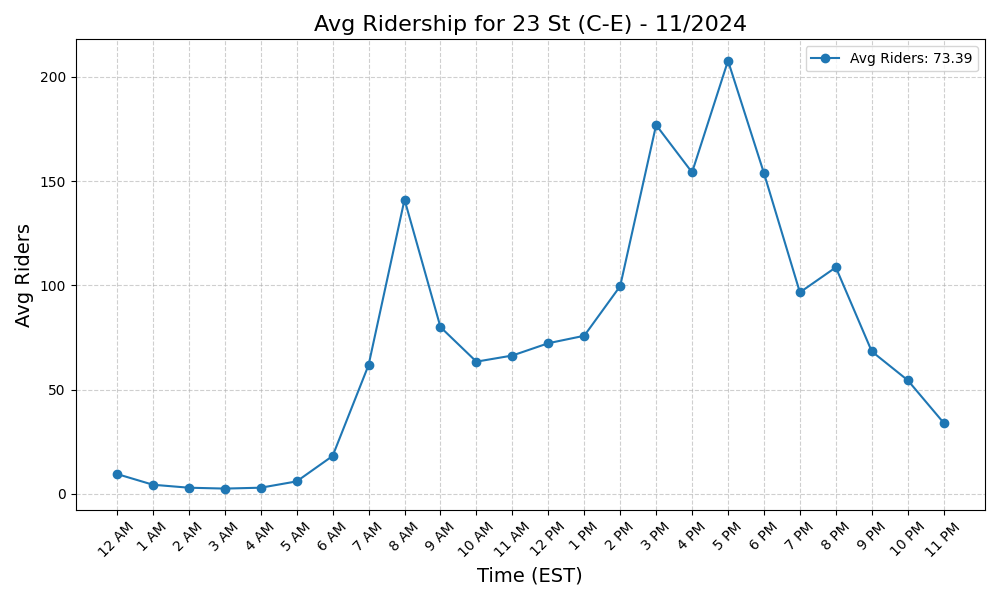 Avg Ridership for 23 St (C-E) - 11/2024
Avg Riders: 73.39
Avg Riders
200
150
100
50
0
12 AM
1 AM
2 AM
3 AM
4 AM
5 AM
6 AM
7 AM
8 AM
9 AM
10 AM
11 AM
12 PM
1 PM
2 PM
3 PM
4 PM
5 PM
6 PM
7 PM
8 PM
9 PM
10 PM
11 PM
Time (EST)